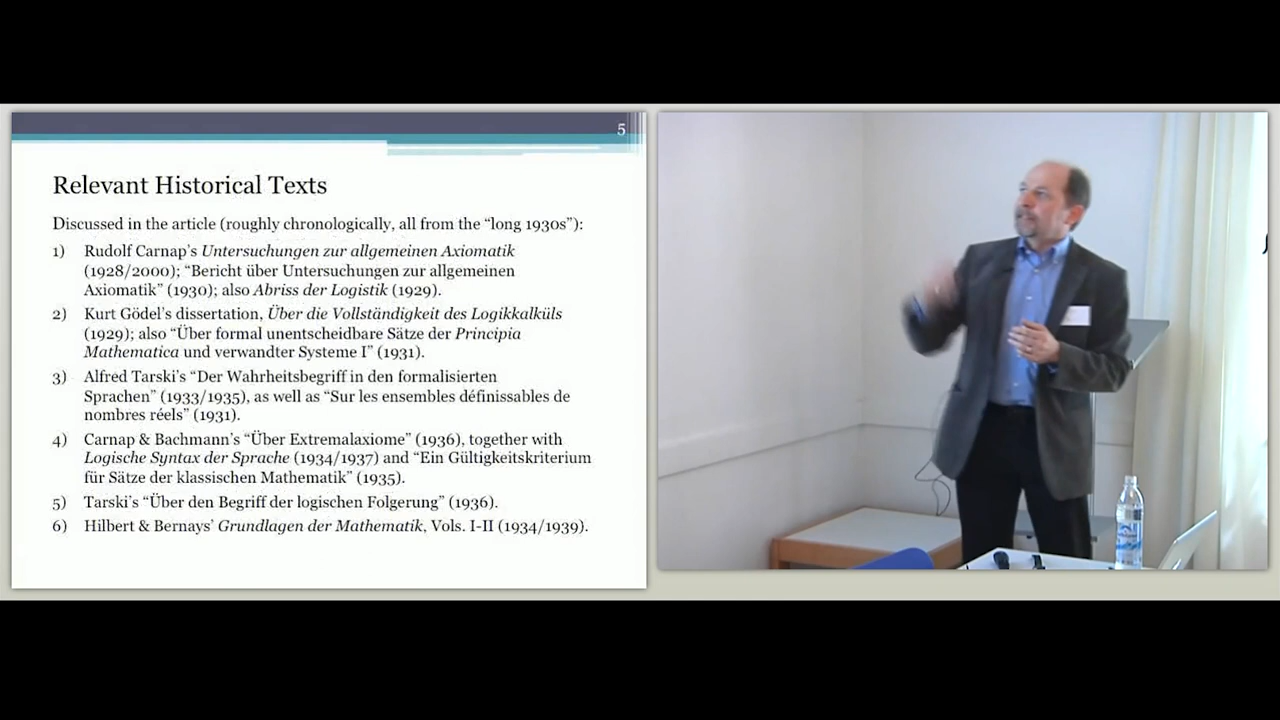 5
Relevant Historical Texts
Discussed in the article (roughly chronologically, all from the “long 1930s”):
1) Rudolf Carnap’s Untersuchungen zur allgemeinen Axiomatik
(1928/2000); “Bericht über Untersuchungen zur allgemeinen
Axiomatik” (1930); also Abriss der Logistik (1929).
2) Kurt Gödel’s dissertation, Über die Vollständigkeit des Logikkalküls
(1929); also “Über formal unentscheidbare Sätze der Principia
Mathematica und verwandter Systeme I” (1931).
3) Alfred Tarski’s “Der Wahrheitsbegriff in den formalisierten
Sprachen” (1933/1935), as well as “Sur les ensembles définissables de
nombres réels” (1931).
4) Carnap & Bachmann’s “Über Extremalaxiome” (1936), together with
Logische Syntax der Sprache (1934/1937) and “Ein Gültigkeitskriterium
für Sätze der klassischen Mathematik” (1935).
5) Tarski’s “Über den Begriff der logischen Folgerung” (1936).
6) Hilbert & Bernays’ Grundlagen der Mathematik, Vols. I-II (1934/1939).